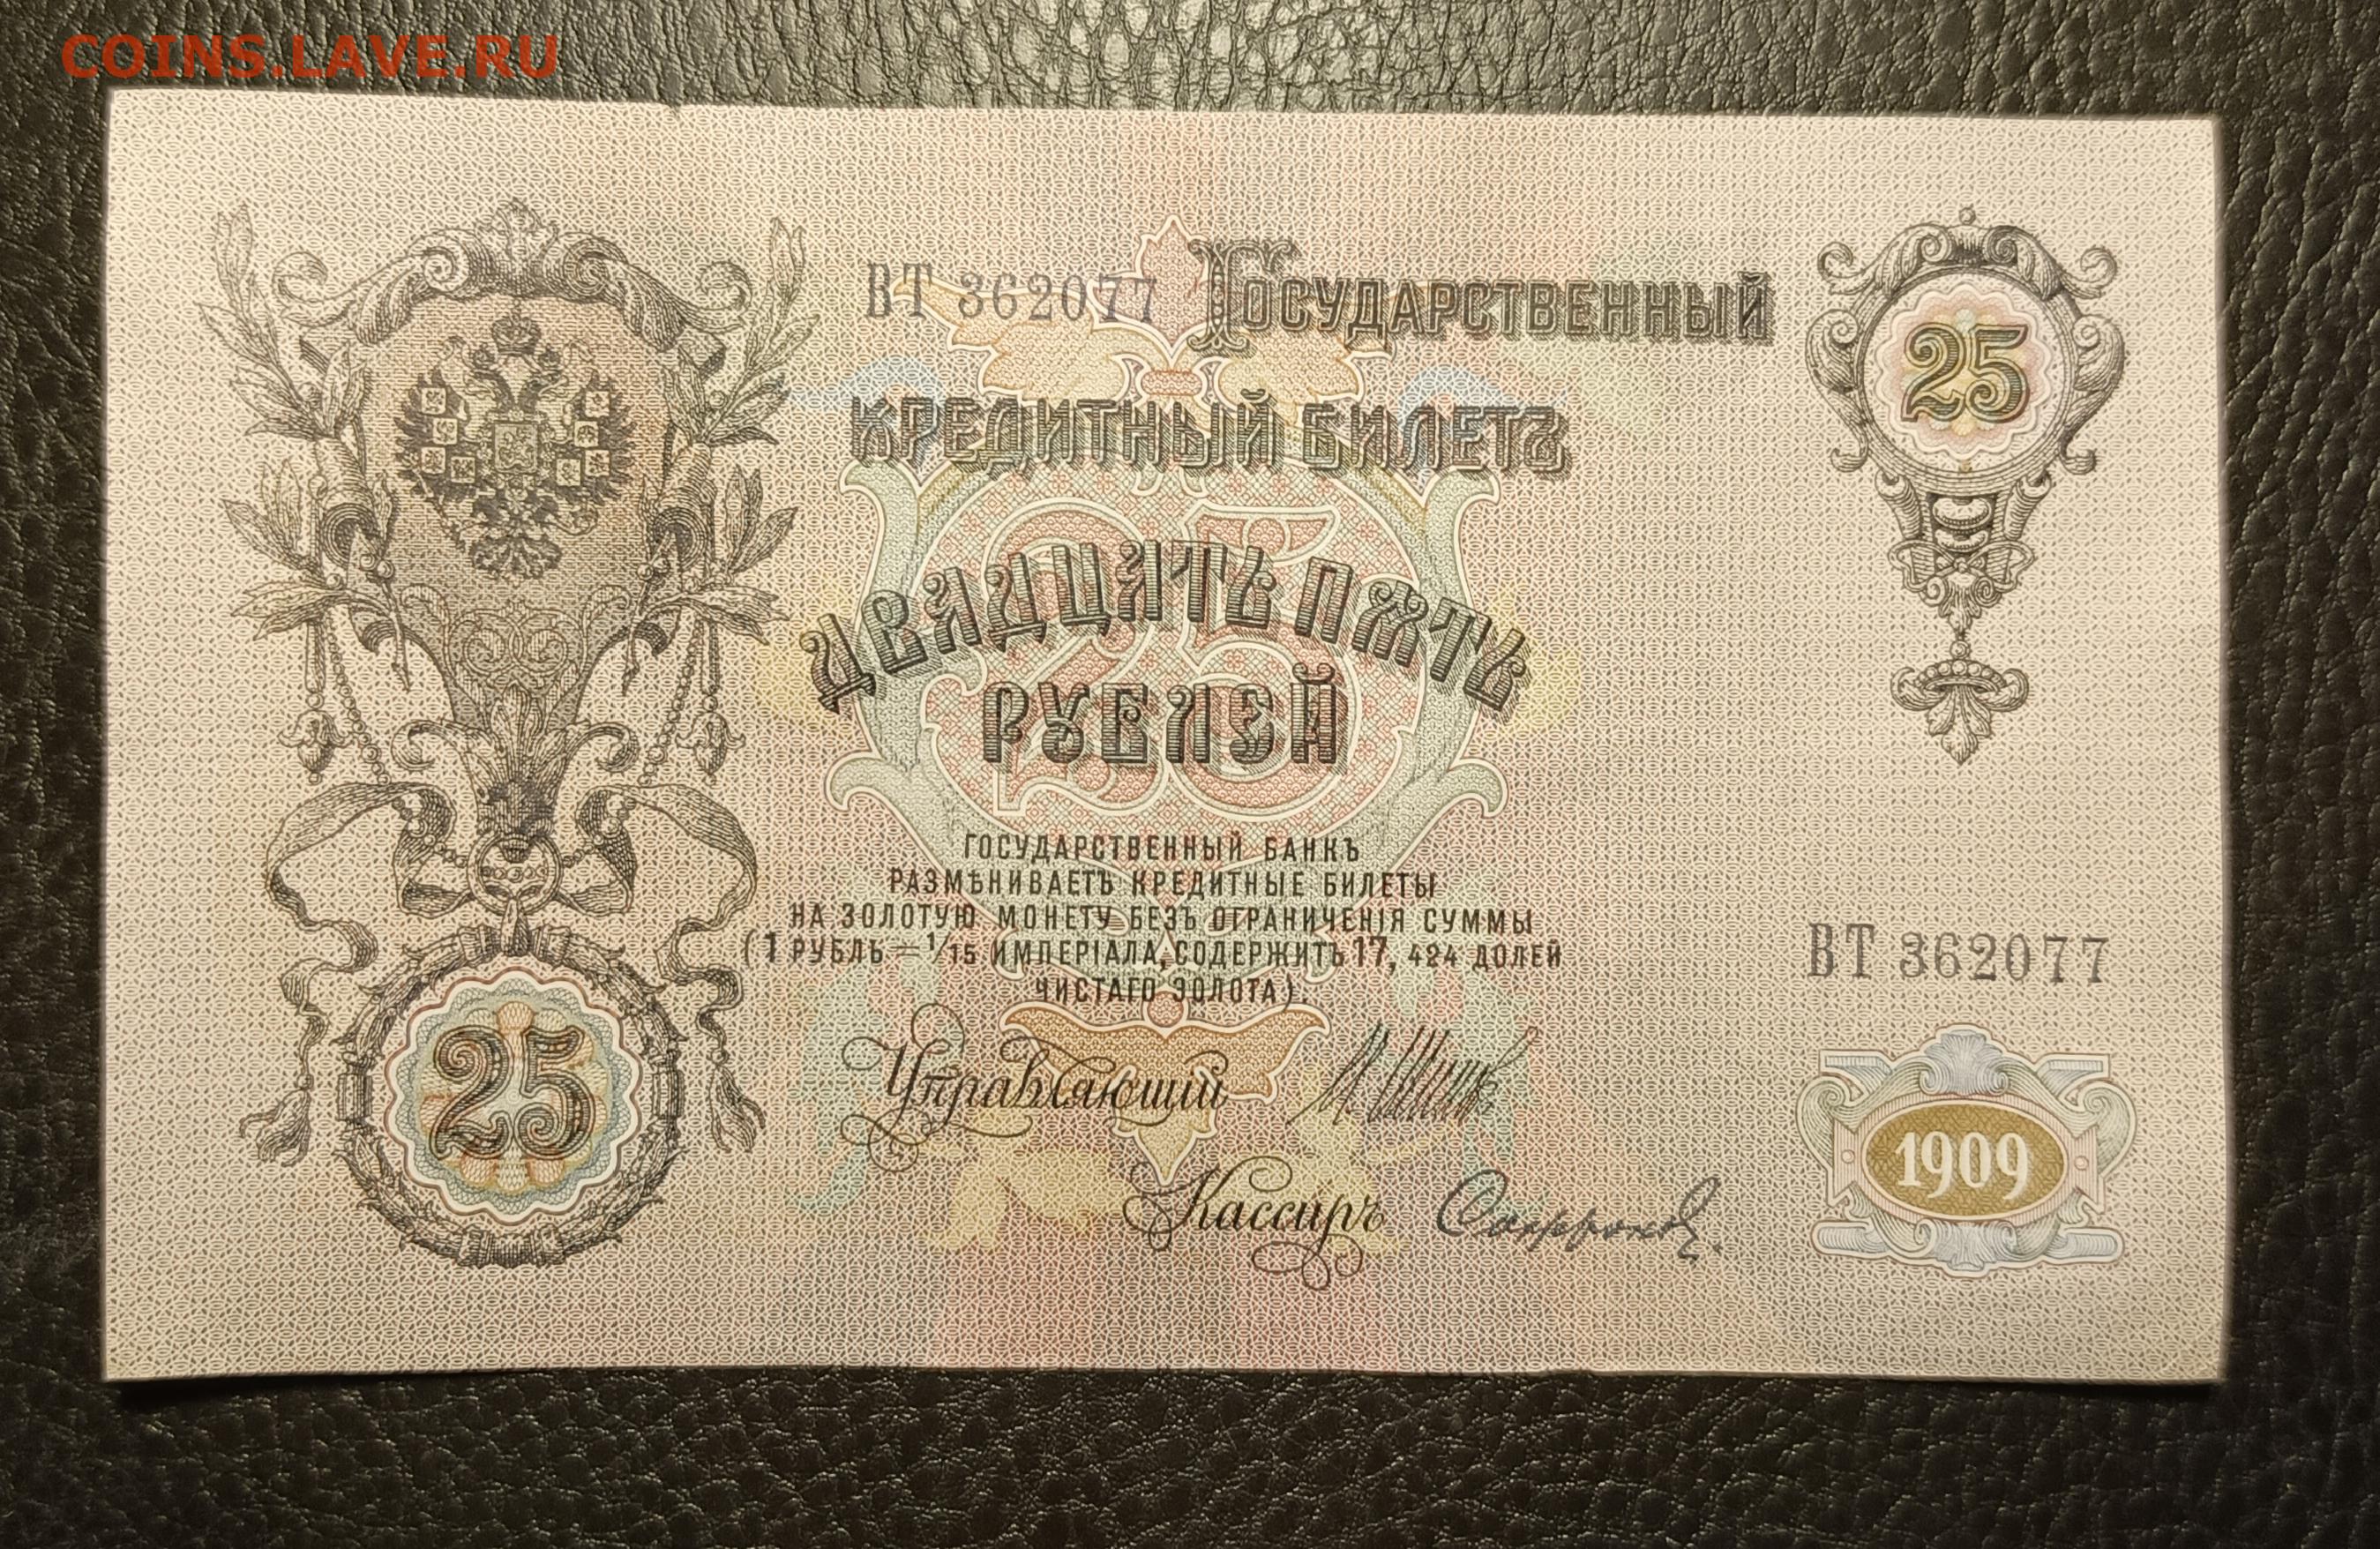 COINS.LAVE.RU
ВТ 362077 ГОСУДАРСТВЕННЫЙ
КРЕДИТНЫЙ БИЛЕТЪ
25
25
ДВАДЦАТЬ ПЯТЬ
РУБЛЕЙ
ГОСУДАРСТВЕННЫЙ БАНКЪ
РАЗМѢНИВАЕТЪ КРЕДИТНЫЕ БИЛЕТЫ
НА ЗОЛОТУЮ МОНЕТУ БЕЗЪ ОГРАНИЧЕНІЯ СУММЫ
(1 РУБЛЬ = 1/15 ИМПЕРІАЛА, СОДЕРЖИТЪ 17, 424 ДОЛЕЙ
ЧИСТАГО ЗОЛОТА).
ВТ 362077
25
Управляющій
Кассиръ Сафронов.
1909